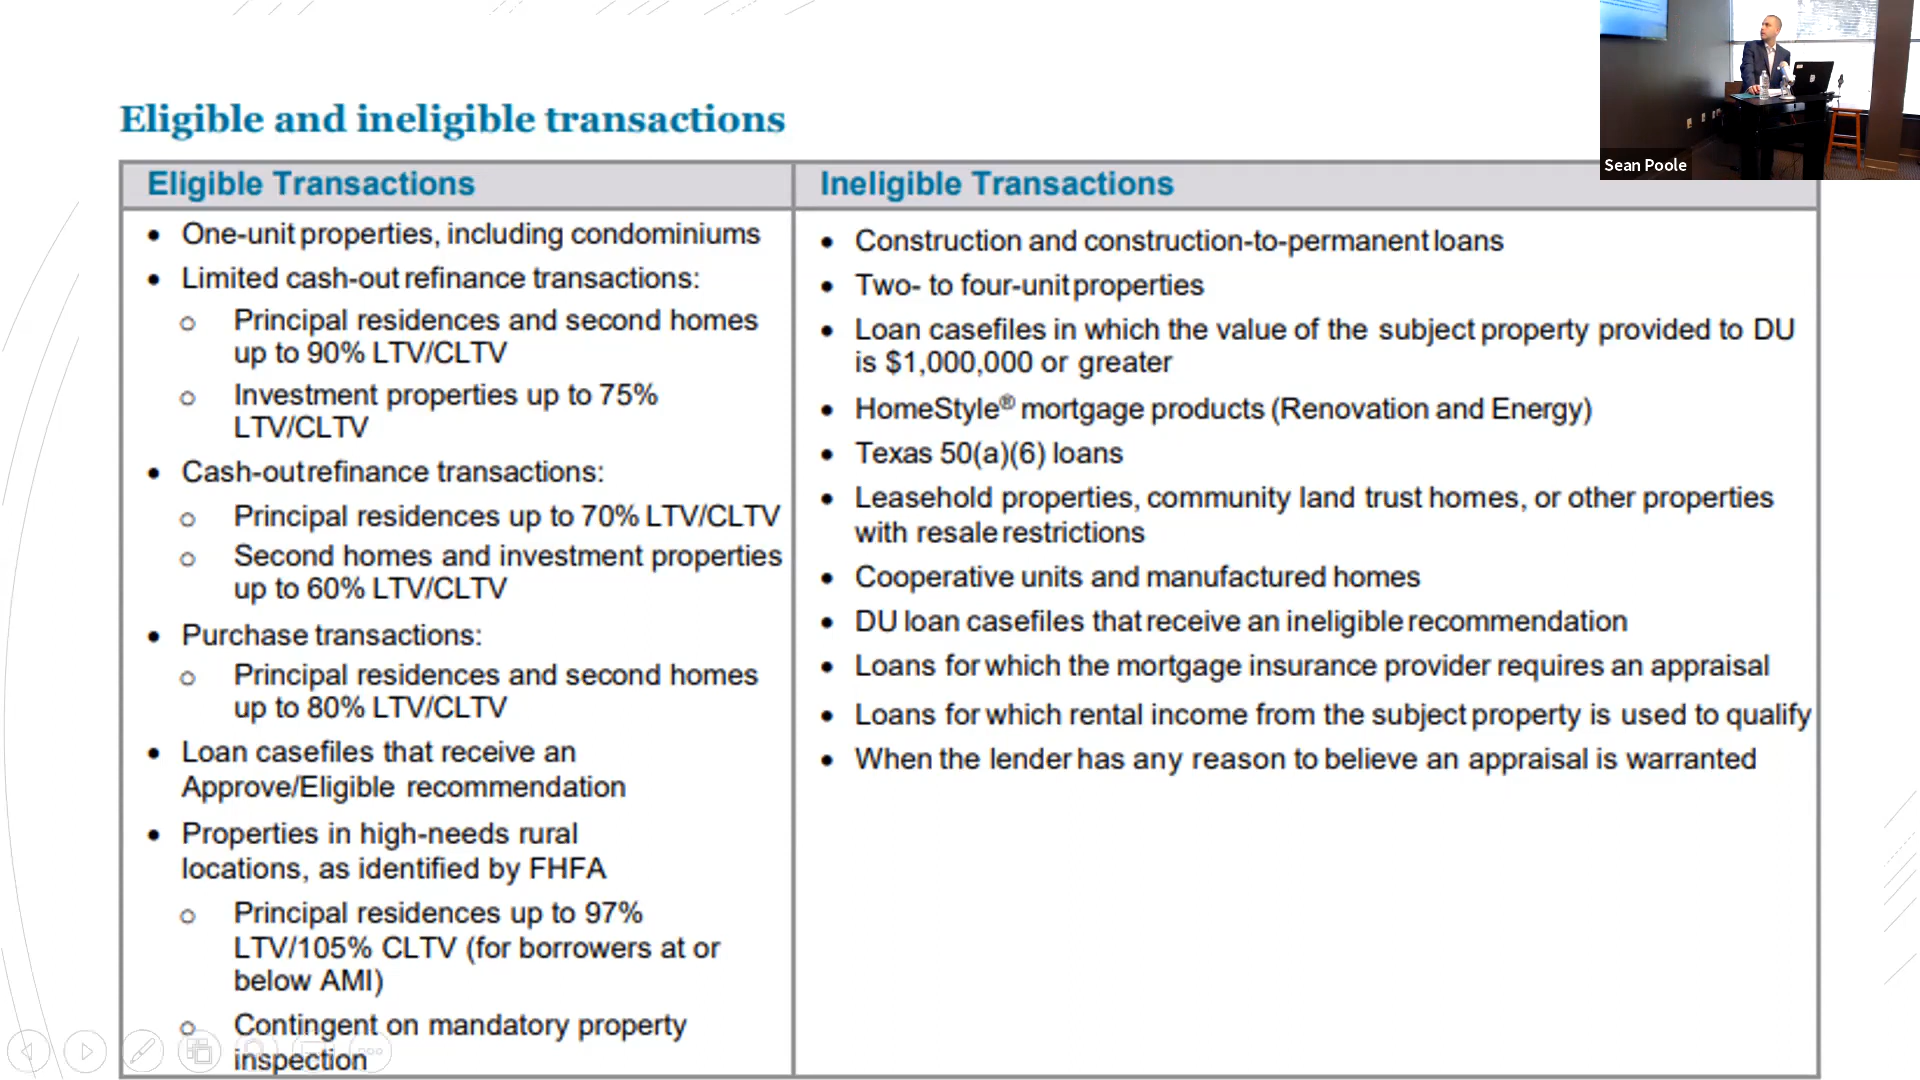 Eligible and ineligible transactions
Eligible Transactions
One-unit properties, including condominiums
Limited cash-out refinance transactions:
Principal residences and second homes
up to 90% LTV/CLTV
Investment properties up to 75%
LTV/CLTV
Cash-out refinance transactions:
Principal residences up to 70% LTV/CLTV
Second homes and investment properties
up to 60% LTV/CLTV
Purchase transactions:
Principal residences and second homes
up to 80% LTV/CLTV
Loan casefiles that receive an
Approve/Eligible recommendation
Properties in high-needs rural
locations, as identified by FHFA
Principal residences up to 97%
LTV/105% CLTV (for borrowers at or
below AMI)
Contingent on mandatory property
inspection
Ineligible Transactions
Construction and construction-to-permanent loans
Two- to four-unit properties
Loan casefiles in which the value of the subject property provided to DU
is $1,000,000 or greater
HomeStyle® mortgage products (Renovation and Energy)
Texas 50(a)(6) loans
Leasehold properties, community land trust homes, or other properties
with resale restrictions
Cooperative units and manufactured homes
DU loan casefiles that receive an ineligible recommendation
Loans for which the mortgage insurance provider requires an appraisal
Loans for which rental income from the subject property is used to qualify
When the lender has any reason to believe an appraisal is warranted
Sean Poole